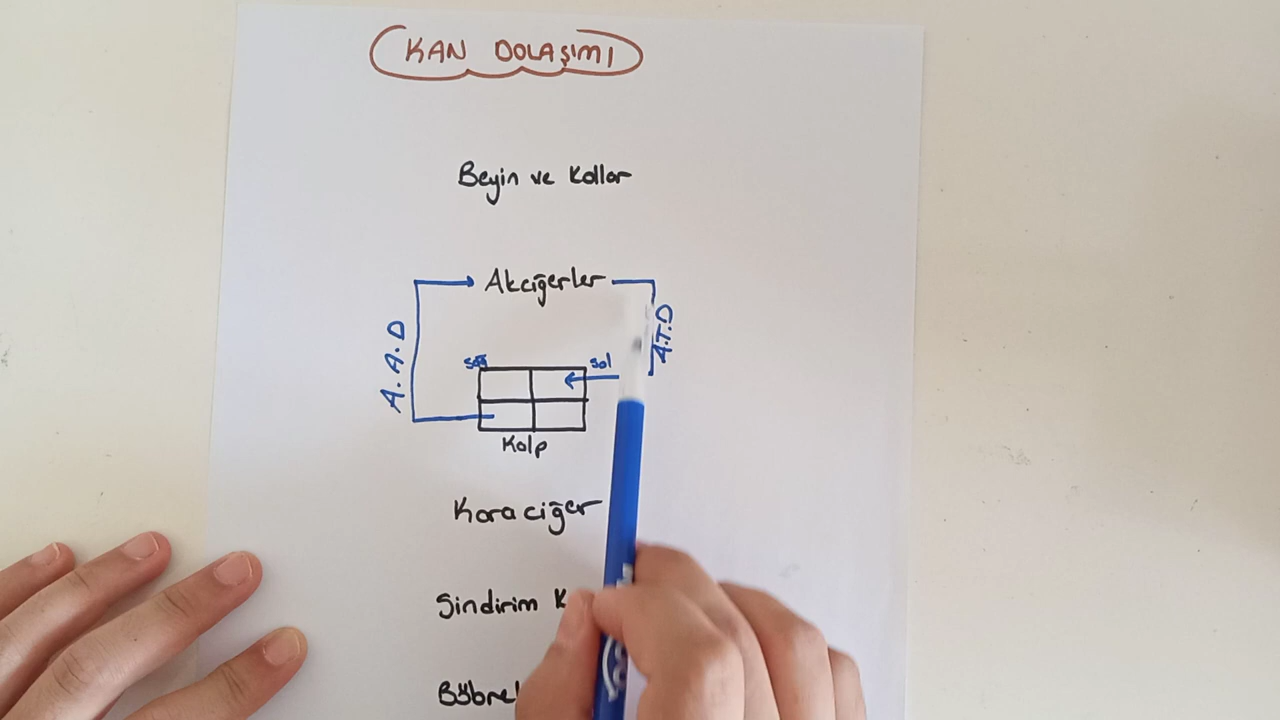 KAN DOLAŞIMI
Beyin ve Kollar
Akciğerler
A.A.D
A.T.D
sağ
sol
Kalp
Karaciğer
Sindirim